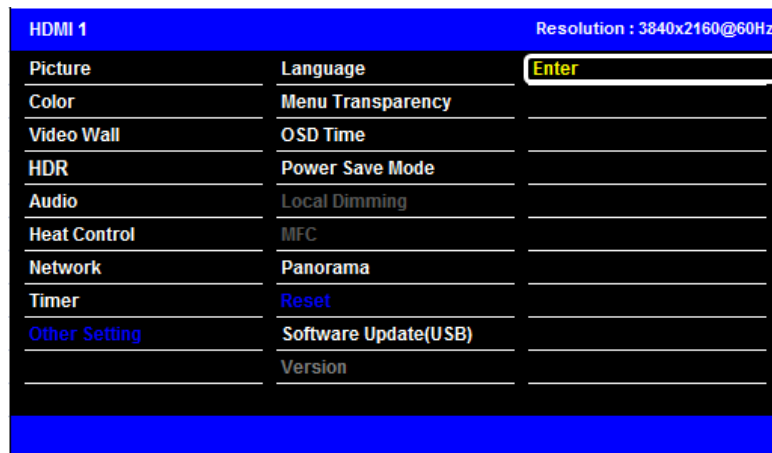 HDMI 1 Resolution : 3840x2160@60Hz
Picture Language Enter
Color Menu Transparency
Video Wall OSD Time
HDR Power Save Mode
Audio Local Dimming
Heat Control MFC
Network Panorama
Timer Reset
Other Setting Software Update(USB)
Version